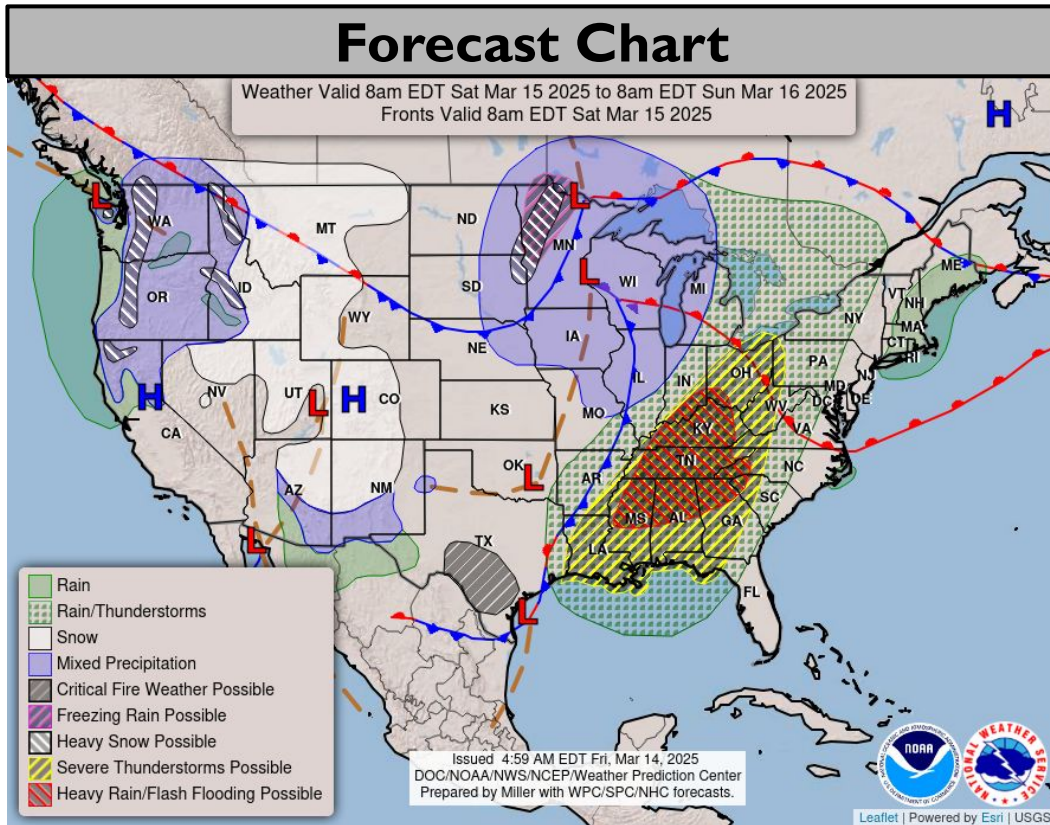 Forecast Chart
Weather Valid 8am EDT Sat Mar 15 2025 to 8am EDT Sun Mar 16 2025
Fronts Valid 8am EDT Sat Mar 15 2025
H
L
WA
MT
ND
MN
L
ME
OR
ID
SD
L
WI
MI
VT
NH
WY
NY
MA
CT
RI
NE
IA
PA
NJ
H
NV
UT
L
H
CO
KS
MO
IL
IN
OH
WV
MD
DC
DE
VA
CA
KY
AZ
NM
OK
L
AR
TN
NC
SC
MS
AL
GA
L
TX
LA
FL
L
Rain
Rain/Thunderstorms
Snow
Mixed Precipitation
Critical Fire Weather Possible
Freezing Rain Possible
Heavy Snow Possible
Severe Thunderstorms Possible
Heavy Rain/Flash Flooding Possible
Issued 4:59 AM EDT Fri, Mar 14, 2025
DOC/NOAA/NWS/NCEP/Weather Prediction Center
Prepared by Miller with WPC/SPC/NHC forecasts.
NOAA
NATIONAL WEATHER SERVICE
Leaflet | Powered by Esri | USGS